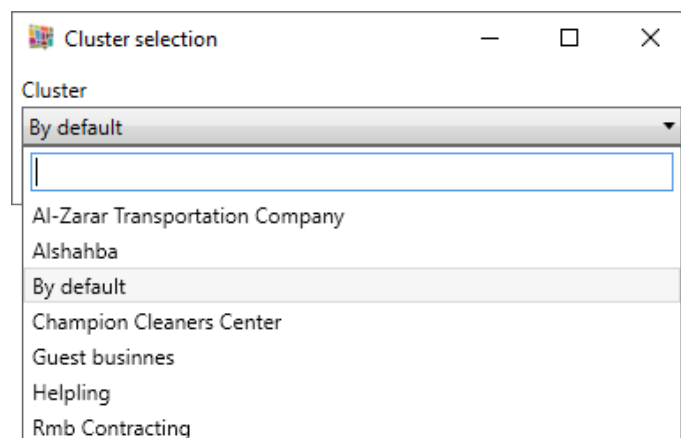 Cluster selection
Cluster
By default
Al-Zarar Transportation Company
Alshahba
By default
Champion Cleaners Center
Guest businnes
Helpling
Rmb Contracting